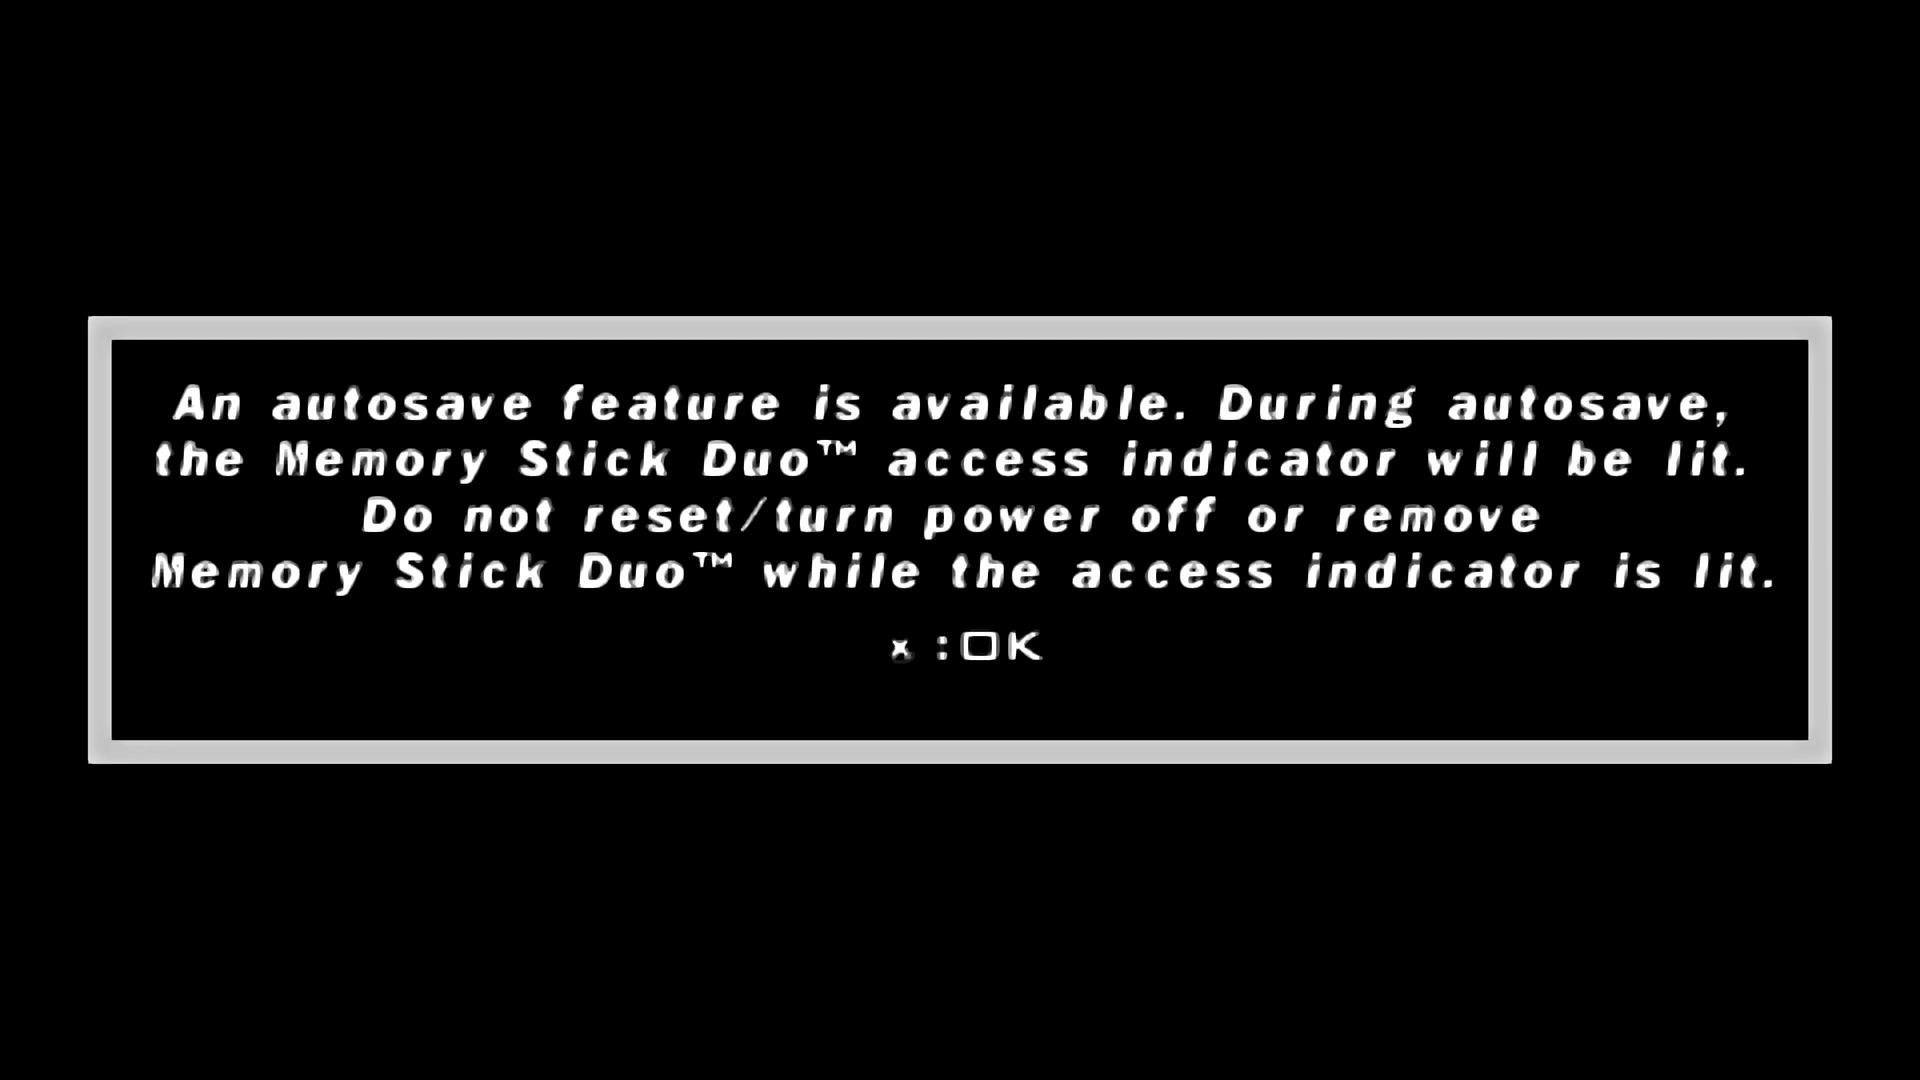 An autosave feature is available. During autosave,
the Memory Stick Duo™ access indicator will be lit.
Do not reset/turn power off or remove
Memory Stick Duo™ while the access indicator is lit.
× :OK